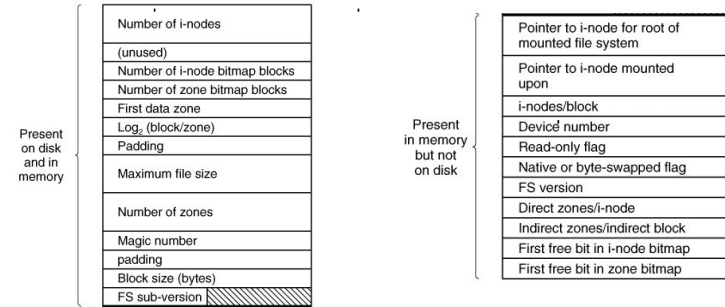 Number of i-nodes
(unused)
Number of i-node bitmap blocks
Number of zone bitmap blocks
First data zone
Log₂ (block/zone)
Padding
Maximum file size
Number of zones
Magic number
padding
Block size (bytes)
FS sub-version
Present
on disk
and in
memory
Pointer to i-node for root of
mounted file system
Pointer to i-node mounted
upon
i-nodes/block
Device number
Read-only flag
Native or byte-swapped flag
FS version
Direct zones/i-node
Indirect zones/indirect block
First free bit in i-node bitmap
First free bit in zone bitmap
Present
in memory
but not
on disk